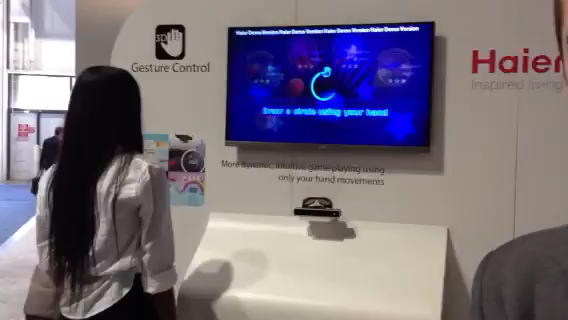 Haier Demo Version Haier Demo Version Haier Demo Version Haier Demo Version
3D
Gesture Control
Haier
Inspired living
Draw a circle using your hand
More dynamic, intuitive game playing using
only your hand movements